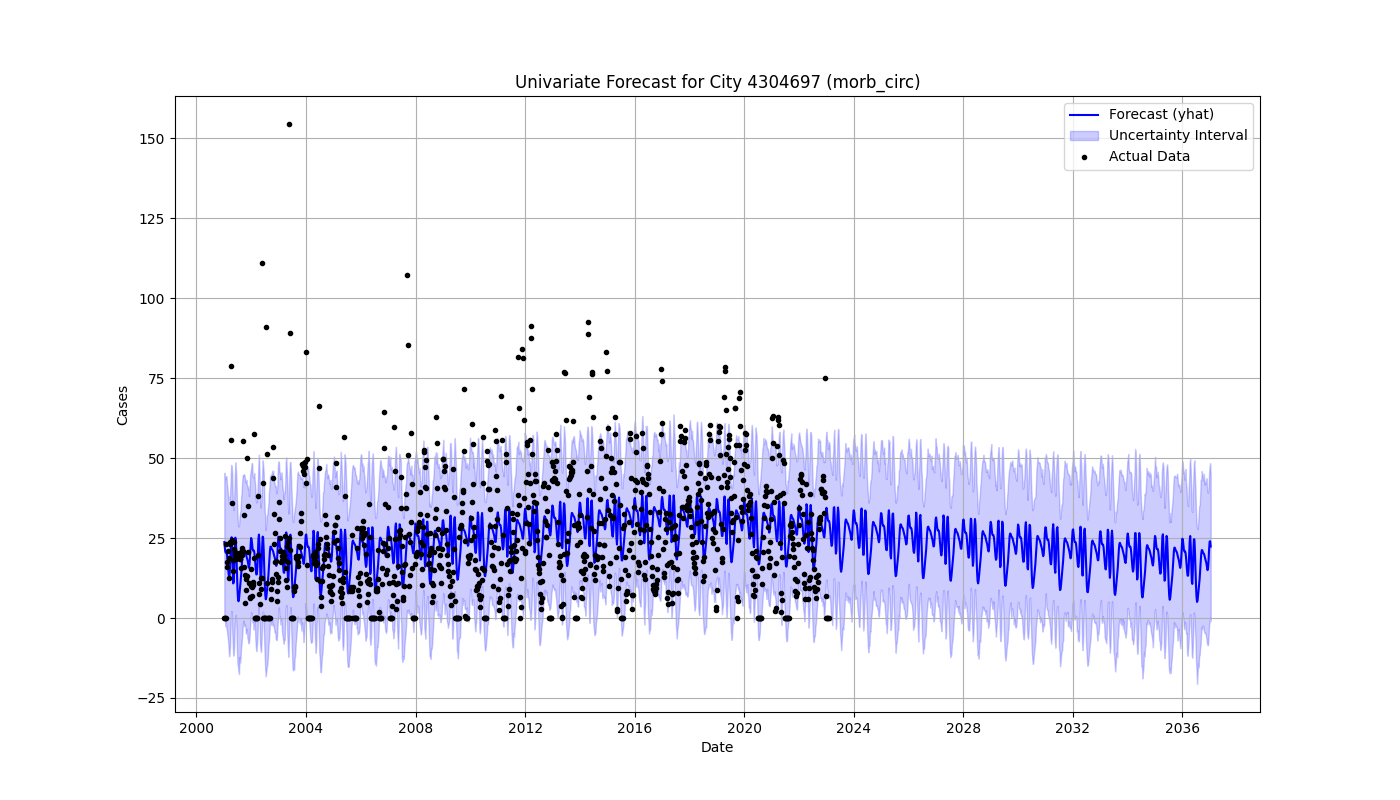 Univariate Forecast for City 4304697 (morb_circ)
Forecast (yhat)
Uncertainty Interval
Actual Data
Cases
150
125
100
75
50
25
0
−25
2000 2004 2008 2012 2016 2020 2024 2028 2032 2036
Date